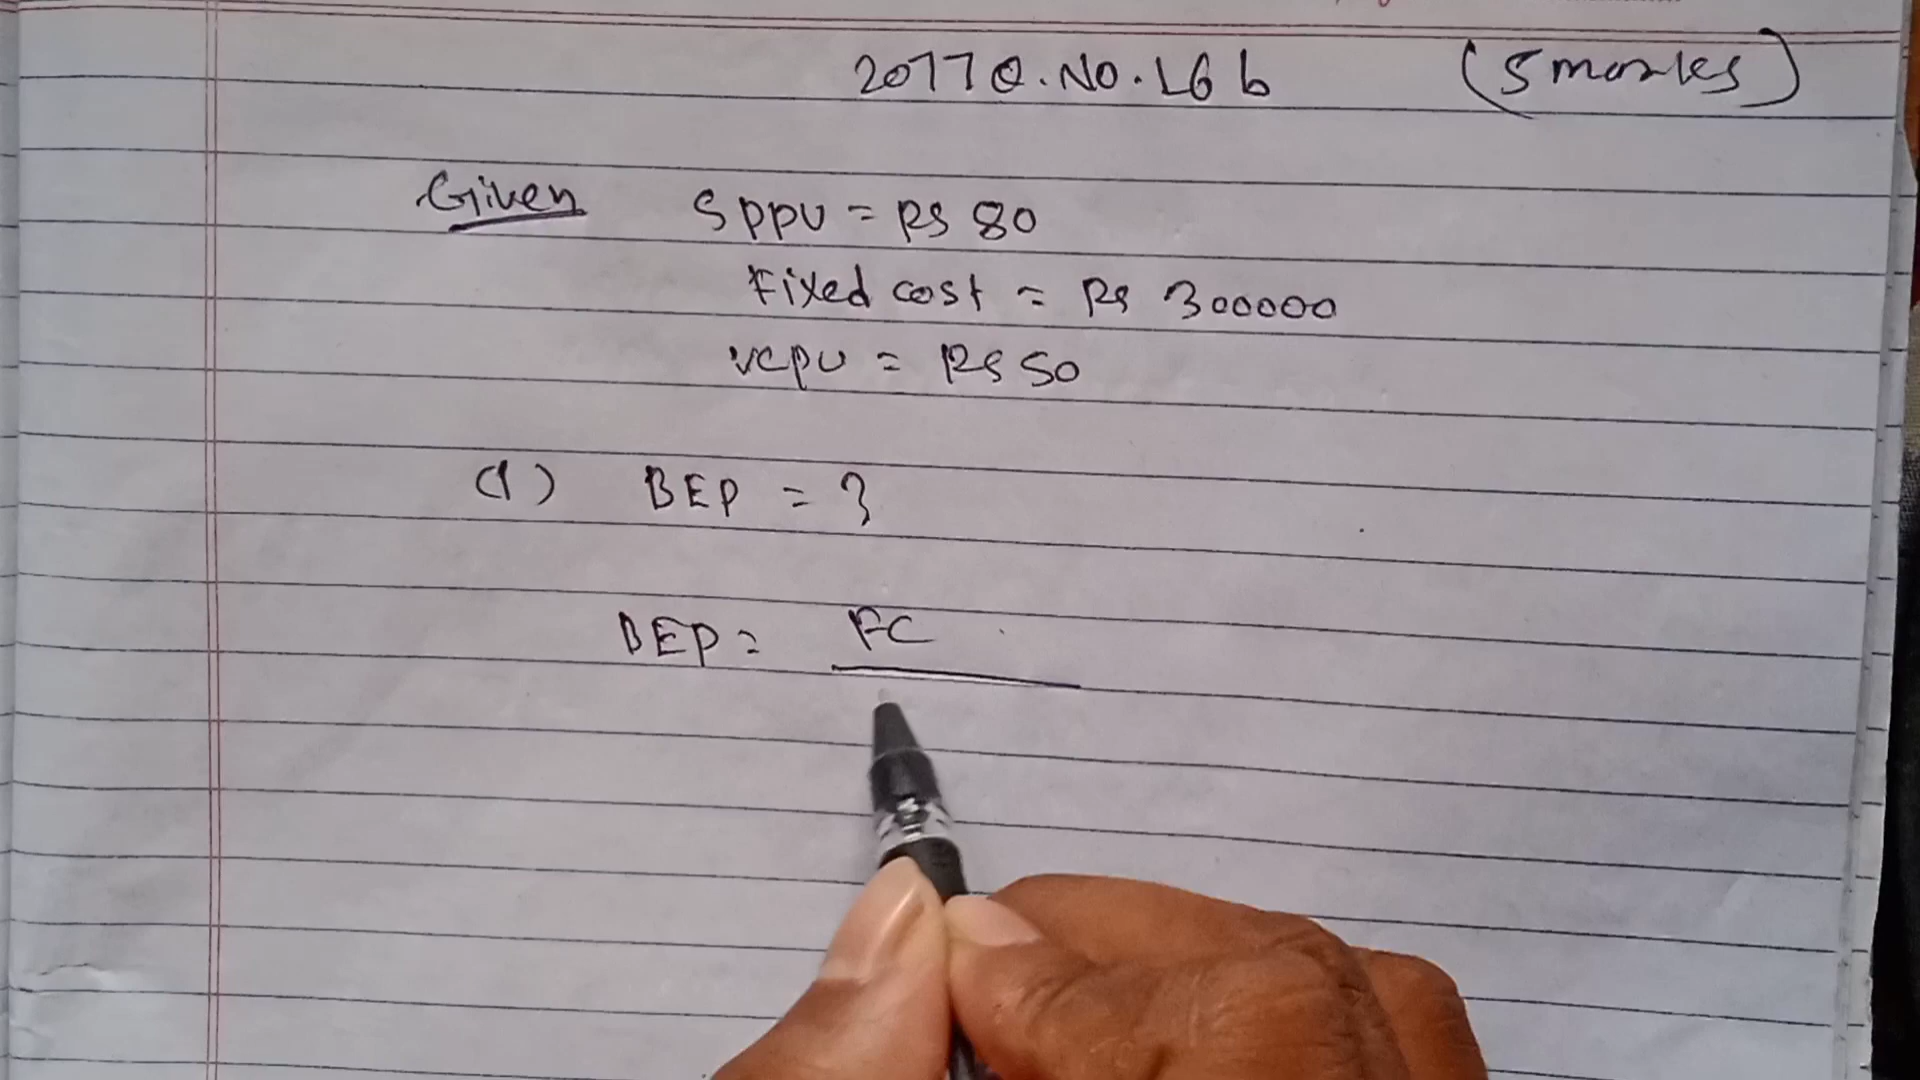 2077 Q.NO.16 b (5 marks)
Given SPPU = RS 80
Fixed cost = Rs 300000
vcpu = Rs 50
(1) BEP = ?
BEP = FC